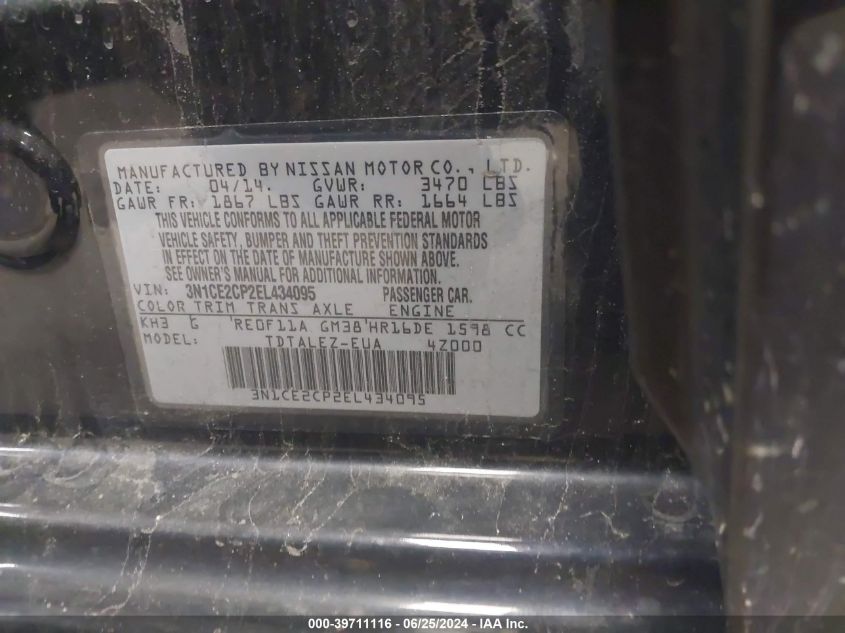 MANUFACTURED BY NISSAN MOTOR CO., LTD.
DATE: 04/14. GVWR: 3470 LBS
GAWR FR: 1867 LBS GAWR RR: 1664 LBS
THIS VEHICLE CONFORMS TO ALL APPLICABLE FEDERAL MOTOR
VEHICLE SAFETY, BUMPER AND THEFT PREVENTION STANDARDS
IN EFFECT ON THE DATE OF MANUFACTURE SHOWN ABOVE.
SEE OWNER'S MANUAL FOR ADDITIONAL INFORMATION.
VIN: 3N1CE2CP2EL434095 PASSENGER CAR.
COLOR TRIM TRANS AXLE ENGINE
KH3 G RE0F11A GM38 HR16DE 1598 CC
MODEL: TDTALEZ-EUA 4Z000
3N1CE2CP2EL434095
000-39711116 - 06/25/2024 - IAA Inc.